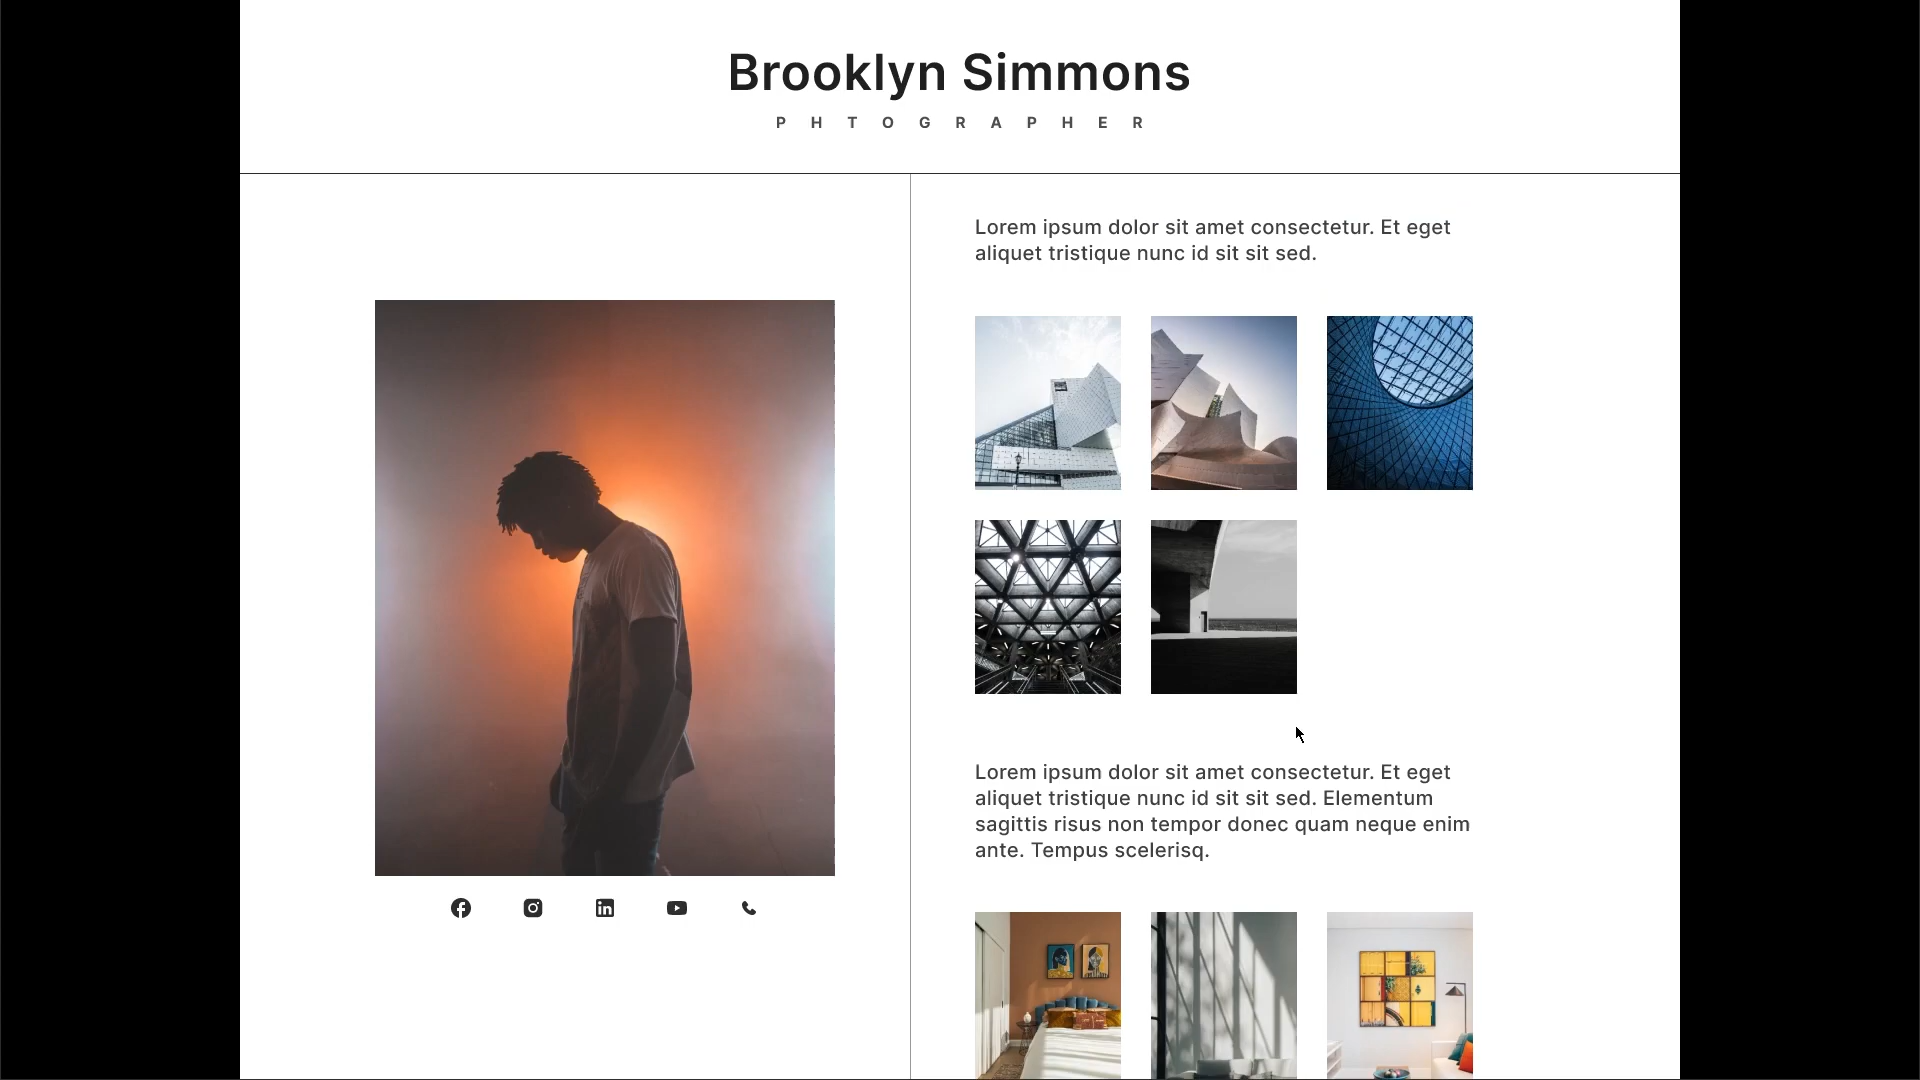 Brooklyn Simmons
PHTOGRAPHER
Lorem ipsum dolor sit amet consectetur. Et eget
aliquet tristique nunc id sit sit sed.
Lorem ipsum dolor sit amet consectetur. Et eget
aliquet tristique nunc id sit sit sed. Elementum
sagittis risus non tempor donec quam neque enim
ante. Tempus scelerisq.